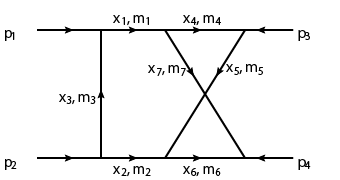 x₁, m₁ x₄, m₄
p₁ p₃
x₇, m₇ x₅, m₅
x₃, m₃
p₂ p₄
x₂, m₂ x₆, m₆